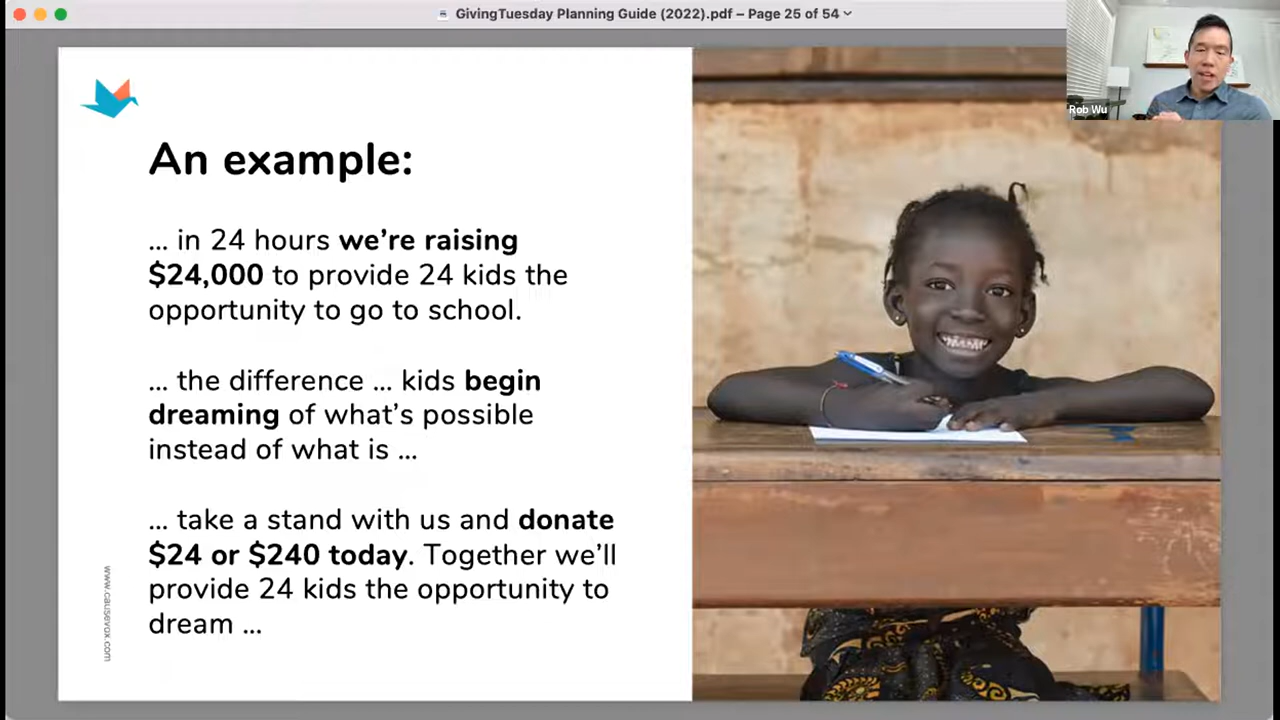 GivingTuesday Planning Guide (2022).pdf – Page 25 of 54
Rob Wu
An example:
... in 24 hours we’re raising
$24,000 to provide 24 kids the
opportunity to go to school.
... the difference ... kids begin
dreaming of what’s possible
instead of what is ...
... take a stand with us and donate
$24 or $240 today. Together we’ll
provide 24 kids the opportunity to
dream ...
www.causevox.com